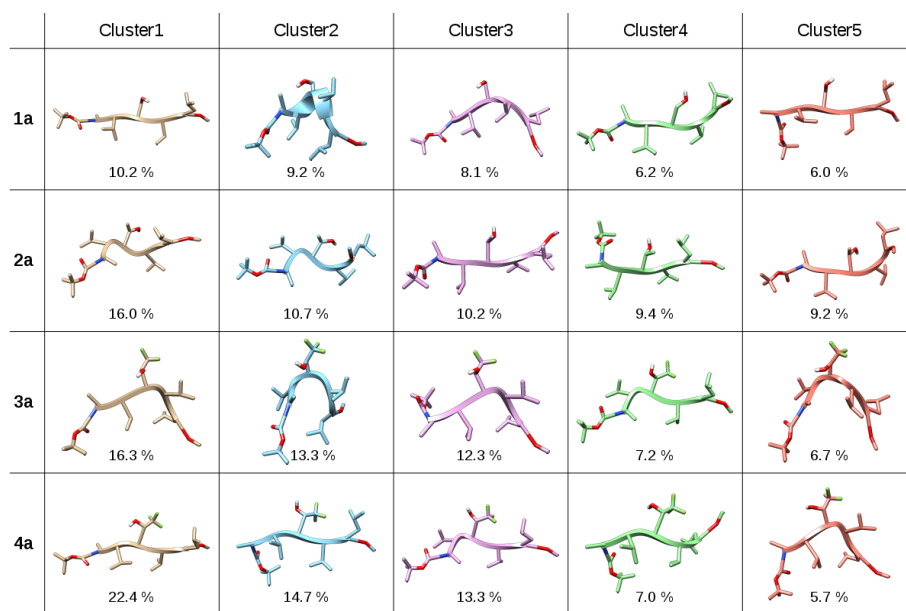 Cluster1 Cluster2 Cluster3 Cluster4 Cluster5
1a
10.2 % 9.2 % 8.1 % 6.2 % 6.0 %
2a
16.0 % 10.7 % 10.2 % 9.4 % 9.2 %
3a
16.3 % 13.3 % 12.3 % 7.2 % 6.7 %
4a
22.4 % 14.7 % 13.3 % 7.0 % 5.7 %